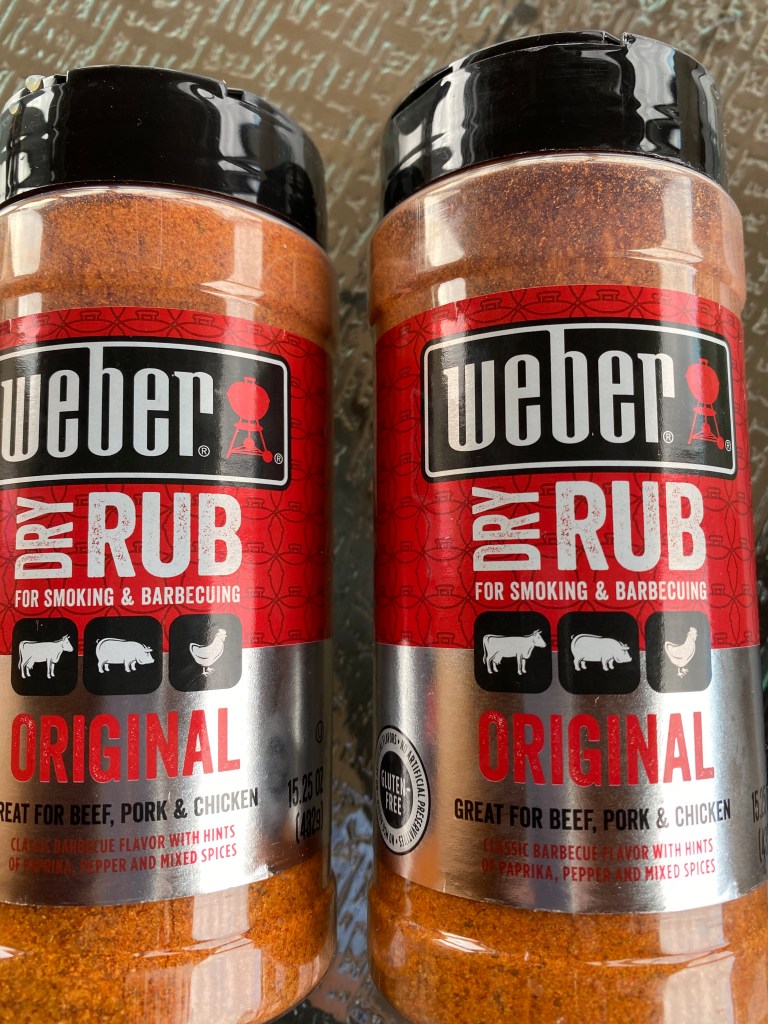 weber®
DRY RUB
FOR SMOKING & BARBECUING
ORIGINAL
15.25 OZ
GREAT FOR BEEF, PORK & CHICKEN
CLASSIC BARBECUE FLAVOR WITH HINTS
OF PAPRIKA, PEPPER AND MIXED SPICES
weber®
DRY RUB
FOR SMOKING & BARBECUING
ORIGINAL
GLUTEN-
FREE
GREAT FOR BEEF, PORK & CHICKEN
CLASSIC BARBECUE FLAVOR WITH HINTS
OF PAPRIKA, PEPPER AND MIXED SPICES